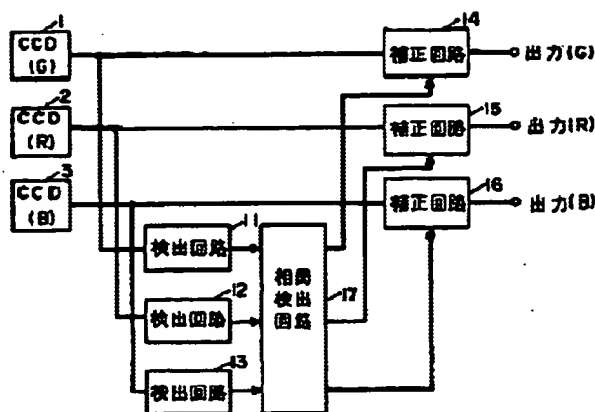 1
CCD
(G)
14
補正回路
出力(G)
2
CCD
(R)
15
補正回路
出力(R)
3
CCD
(B)
16
補正回路
出力(B)
11
検出回路
12
検出回路
13
検出回路
相関
検出
回路
17